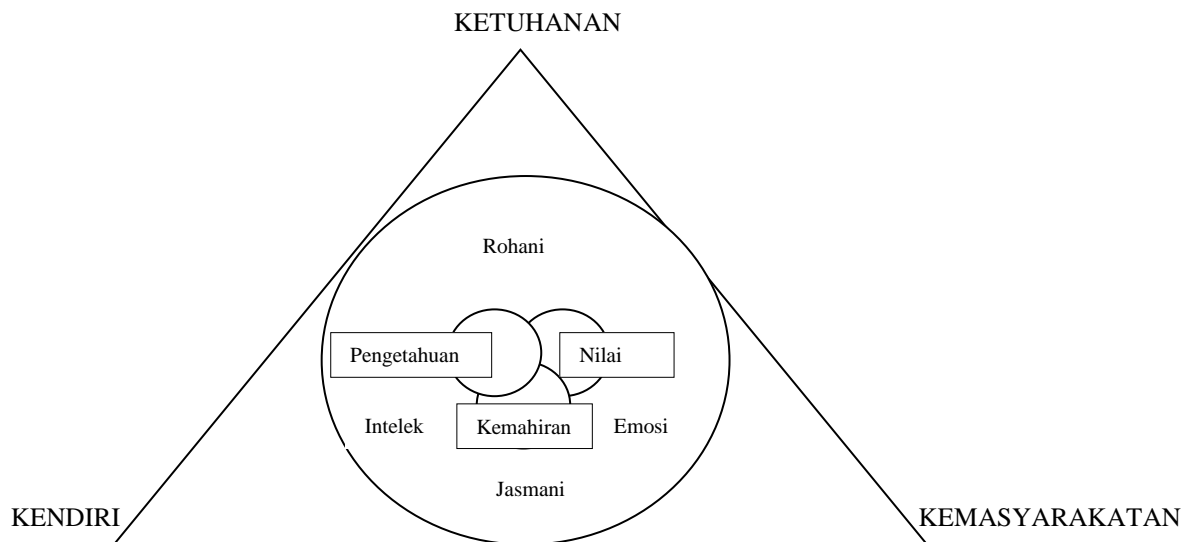 KETUHANAN
Rohani
Pengetahuan
Nilai
Intelek
Kemahiran
Emosi
Jasmani
KENDIRI
KEMASYARAKATAN